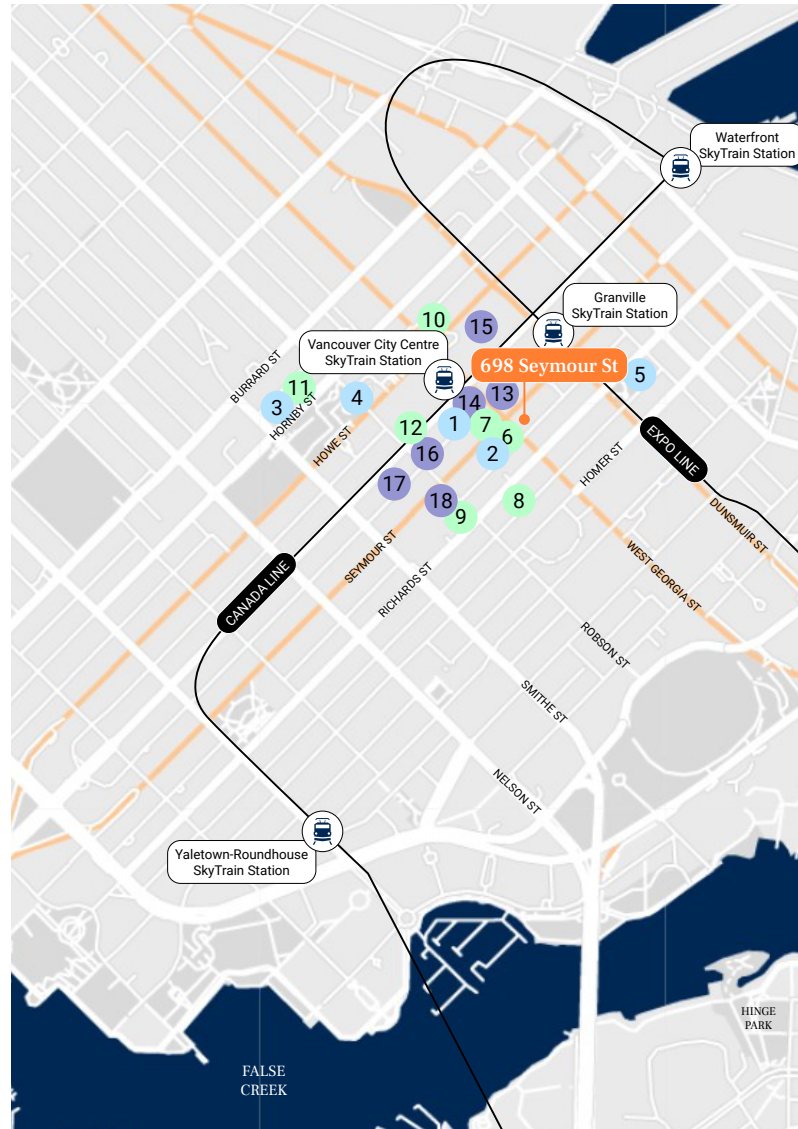 Waterfront
SkyTrain Station
Granville
SkyTrain Station
10
15
Vancouver City Centre
SkyTrain Station
698 Seymour St
5
BURRARD ST
11
3
HORNBY ST
4
HOWE ST
13
14
12
1
7
6
16
2
17
18
9
8
HOMER ST
EXPO LINE
DUNSMUIR ST
SEYMOUR ST
RICHARDS ST
WEST GEORGIA ST
CANADA LINE
ROBSON ST
SMITHE ST
NELSON ST
Yaletown-Roundhouse
SkyTrain Station
HINGE
PARK
FALSE
CREEK